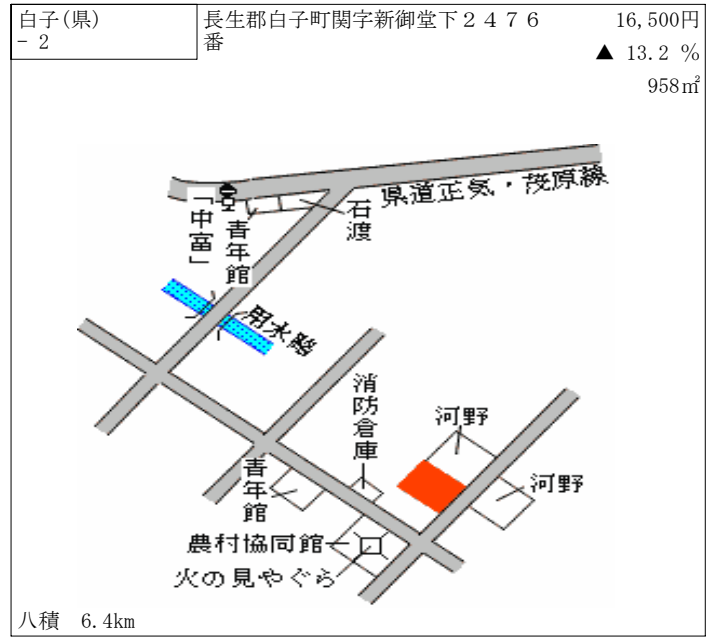 白子(県)
- 2
長生郡白子町関字新御堂下２４７６
番
16,500円
▲ 13.2 %
958㎡
県道正気・茂原線
「中富」
青年館
石渡
用水路
消防倉庫
河野
河野
青年館
農村協同館
火の見やぐら
八積　6.4km